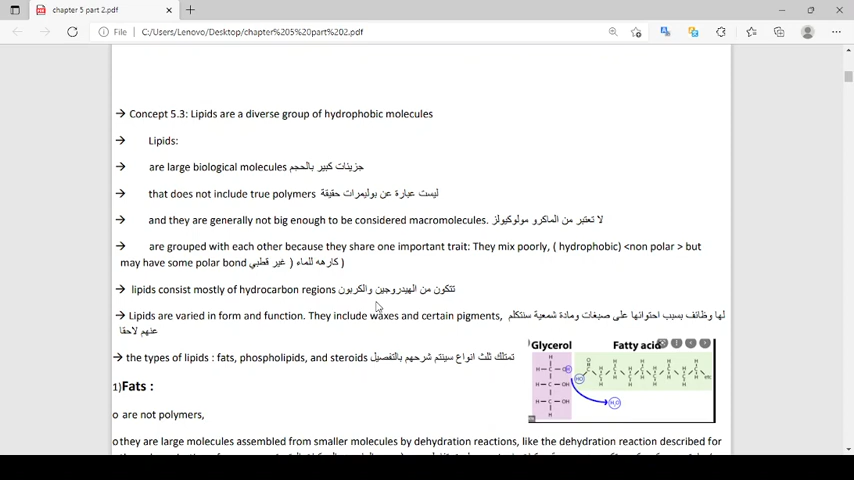 chapter 5 part 2.pdf
File
C:/Users/Lenovo/Desktop/chapter%205%20part%202.pdf
→ Concept 5.3: Lipids are a diverse group of hydrophobic molecules
→ Lipids:
→ are large biological molecules جزيئات كبير بالحجم
→ that does not include true polymers ليست عبارة عن بوليمرات حقيقة
→ and they are generally not big enough to be considered macromolecules. لا تعتبر من الماكرو مولوكيولز
→ are grouped with each other because they share one important trait: They mix poorly, ( hydrophobic) <non polar > but
may have some polar bond كارهه للماء ) غير قطبي )
→ lipids consist mostly of hydrocarbon regions تتكون من الهيدروجين والكربون
→ Lipids are varied in form and function. They include waxes and certain pigments, لها وظائف بسبب احتوائها على صبغات ومادة شمعية سنتكلم
عنهم لاحقا
→ the types of lipids : fats, phospholipids, and steroids تمتلك ثلث انواع سيتم شرحهم بالتفصيل
Glycerol Fatty acid
1)Fats :
o are not polymers,
o they are large molecules assembled from smaller molecules by dehydration reactions, like the dehydration reaction described for